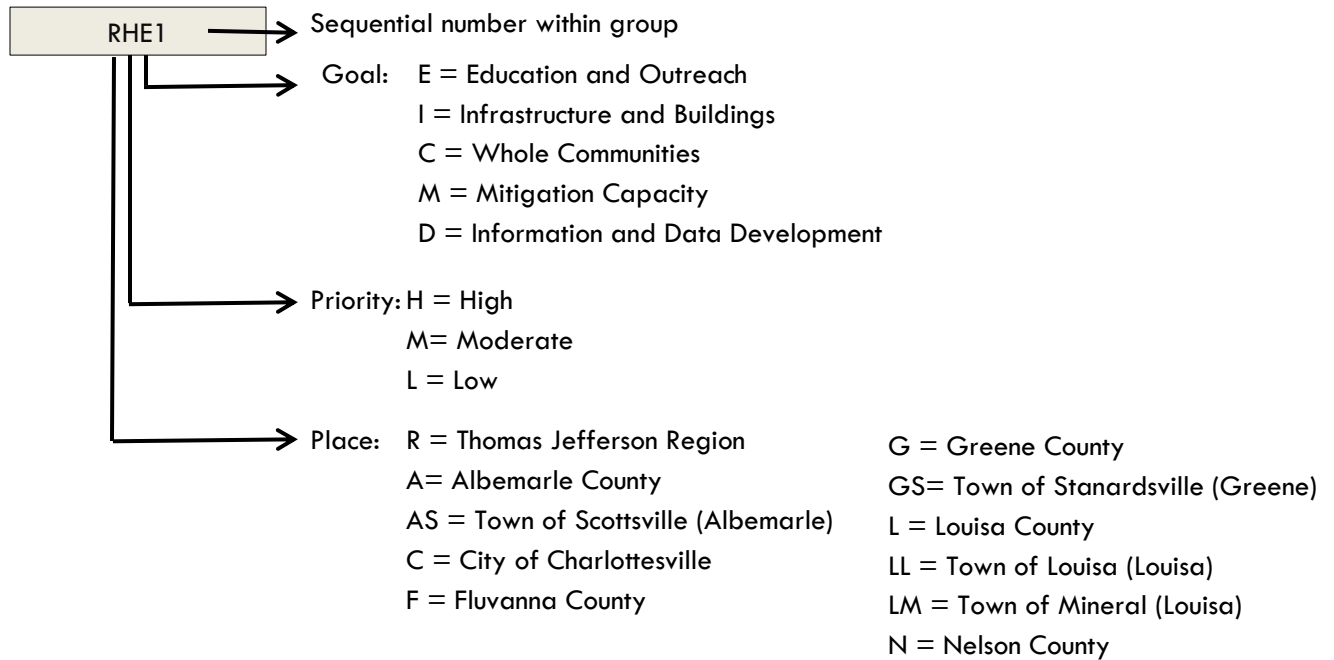 RHE1
Sequential number within group
Goal: E = Education and Outreach
I = Infrastructure and Buildings
C = Whole Communities
M = Mitigation Capacity
D = Information and Data Development
Priority: H = High
M= Moderate
L = Low
Place: R = Thomas Jefferson Region
A= Albemarle County
AS = Town of Scottsville (Albemarle)
C = City of Charlottesville
F = Fluvanna County
G = Greene County
GS= Town of Stanardsville (Greene)
L = Louisa County
LL = Town of Louisa (Louisa)
LM = Town of Mineral (Louisa)
N = Nelson County